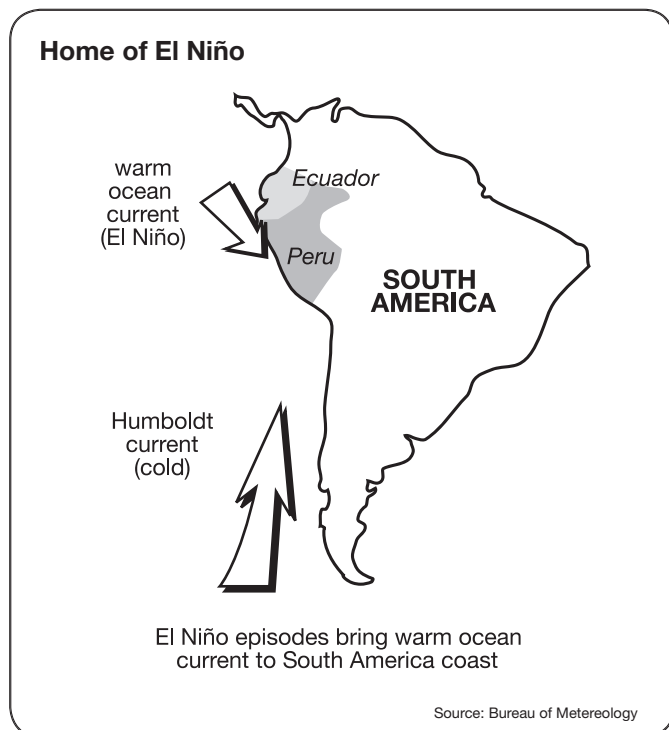 Home of El Niño
warm
ocean
current
(El Niño)
Ecuador
Peru
SOUTH
AMERICA
Humboldt
current
(cold)
El Niño episodes bring warm ocean
current to South America coast
Source: Bureau of Metereology